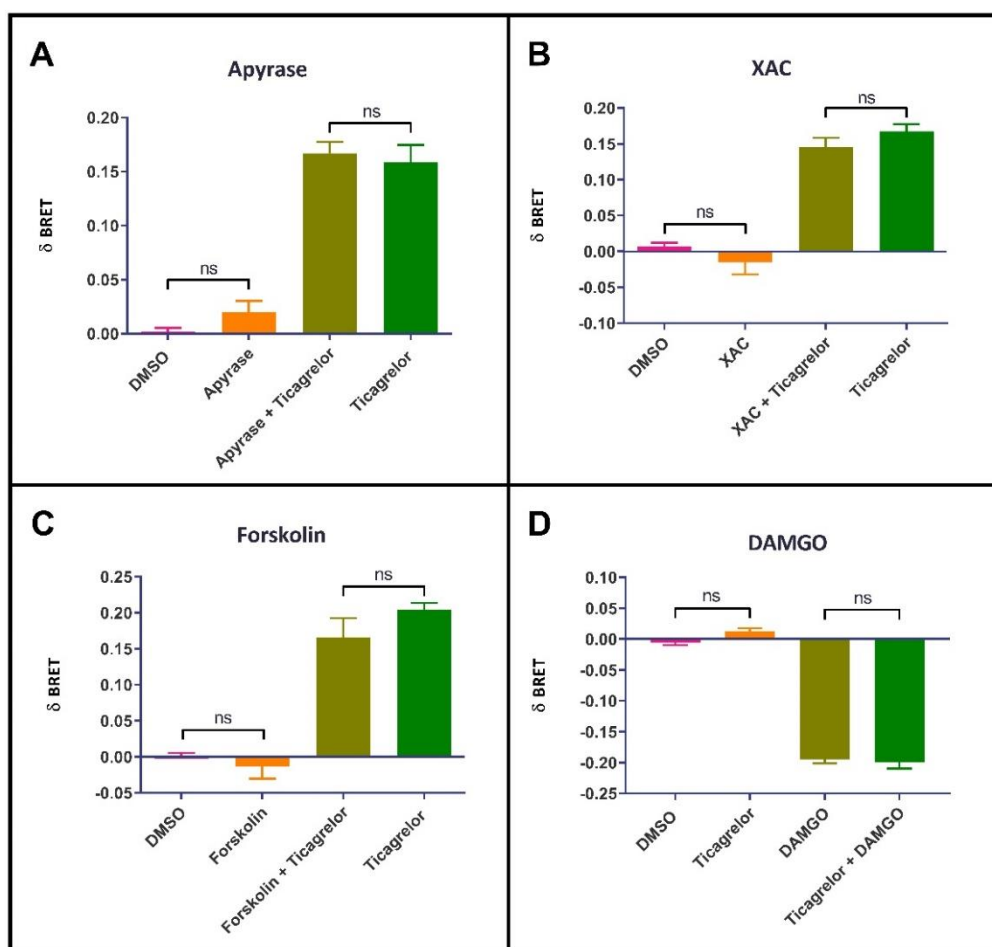 A
Apyrase
δ BRET
0.20
0.15
0.10
0.05
0.00
ns
ns
DMSO
Apyrase
Apyrase + Ticagrelor
Ticagrelor
B
XAC
δ BRET
0.20
0.15
0.10
0.05
0.00
-0.05
-0.10
ns
ns
DMSO
XAC
XAC + Ticagrelor
Ticagrelor
C
Forskolin
δ BRET
0.25
0.20
0.15
0.10
0.05
0.00
-0.05
ns
ns
DMSO
Forskolin
Forskolin + Ticagrelor
Ticagrelor
D
DAMGO
δ BRET
0.10
0.05
0.00
-0.05
-0.10
-0.15
-0.20
-0.25
ns
ns
DMSO
Ticagrelor
DAMGO
Ticagrelor + DAMGO